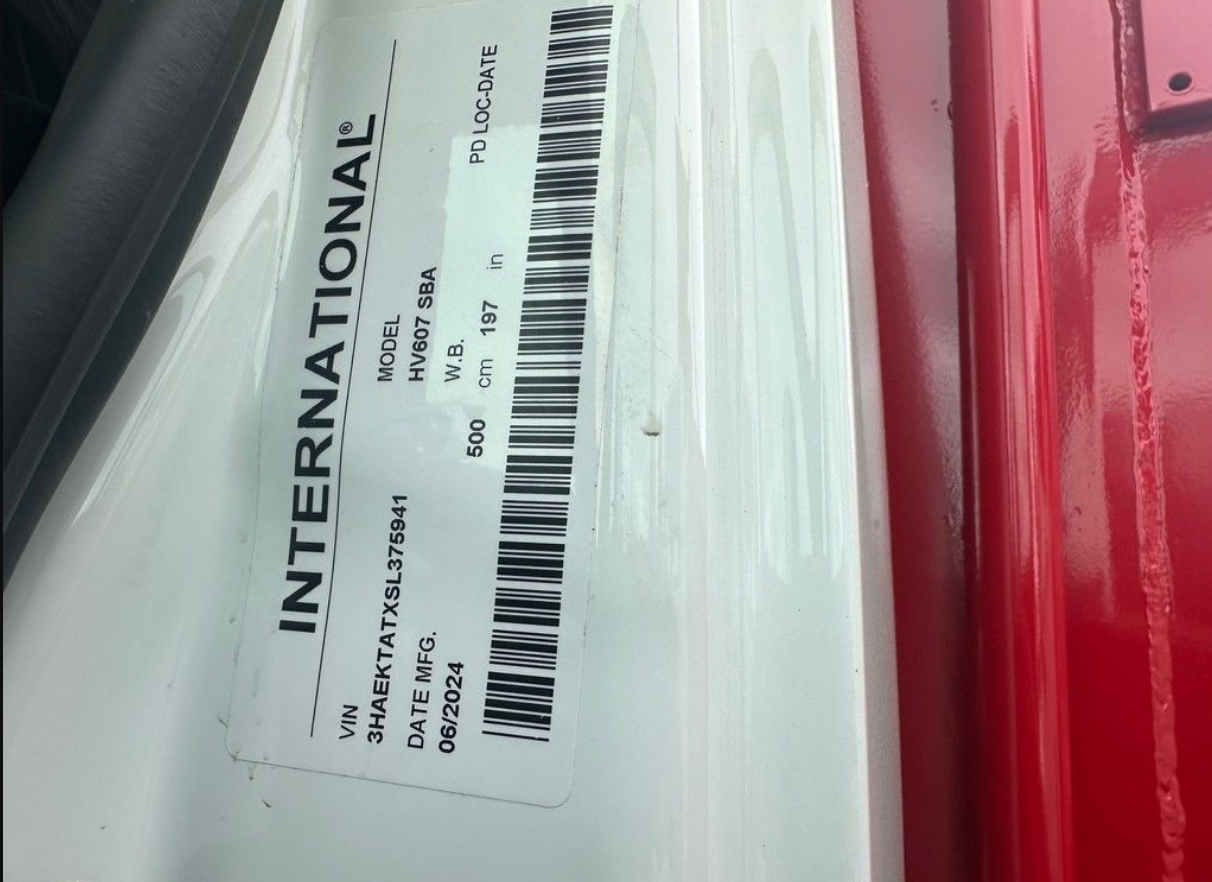 INTERNATIONAL®
VIN
3HAEKTATXSL375941
MODEL
HV607 SBA
DATE MFG.
06/2024
W.B.
500 cm 197 in
PD LOC-DATE